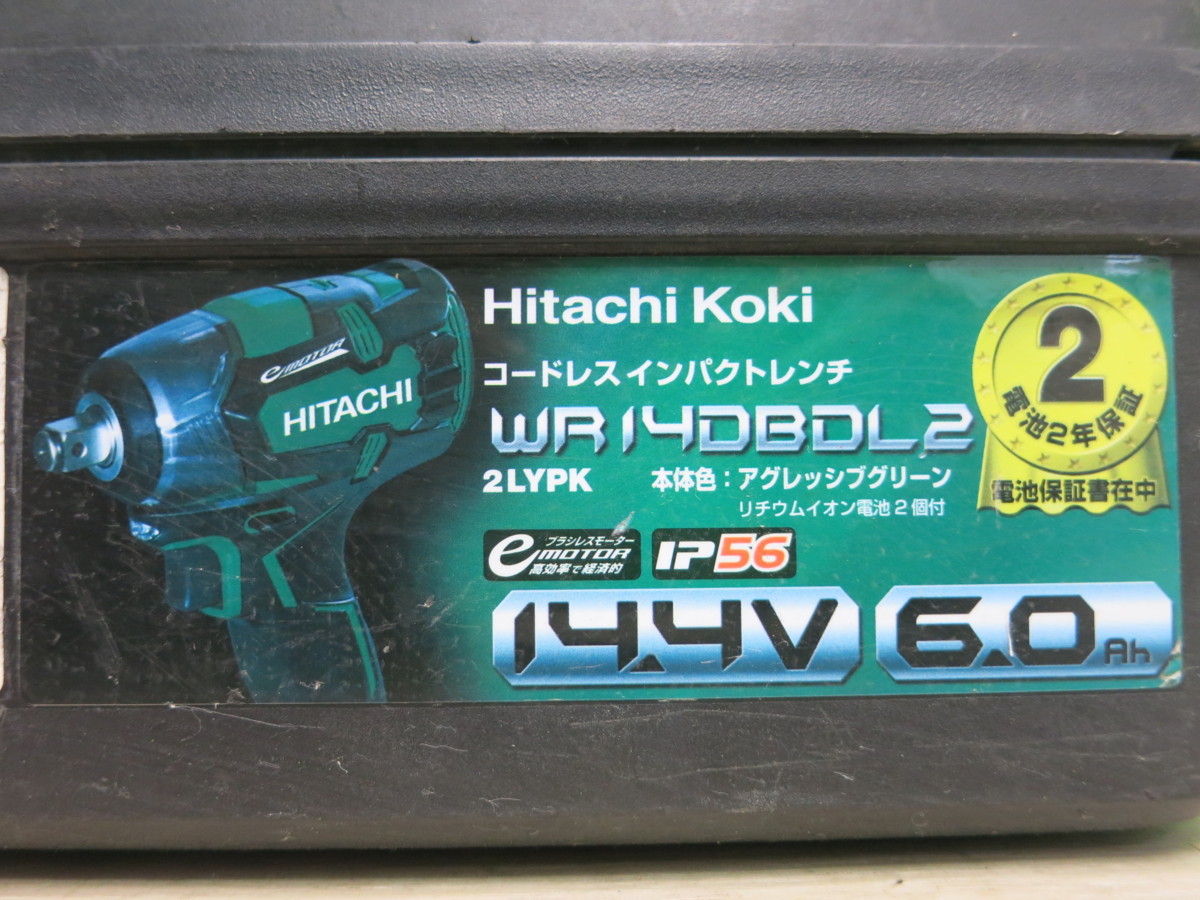 Hitachi Koki
コードレスインパクトレンチ
WR14DBDL2
2LYPK 本体色：アグレッシブグリーン
リチウムイオン電池2個付
ブラシレスモーター
e MOTOR
高効率で経済的
IP56
14.4V 6.0Ah
2
電池2年保証
電池保証書在中
e MOTOR
HITACHI